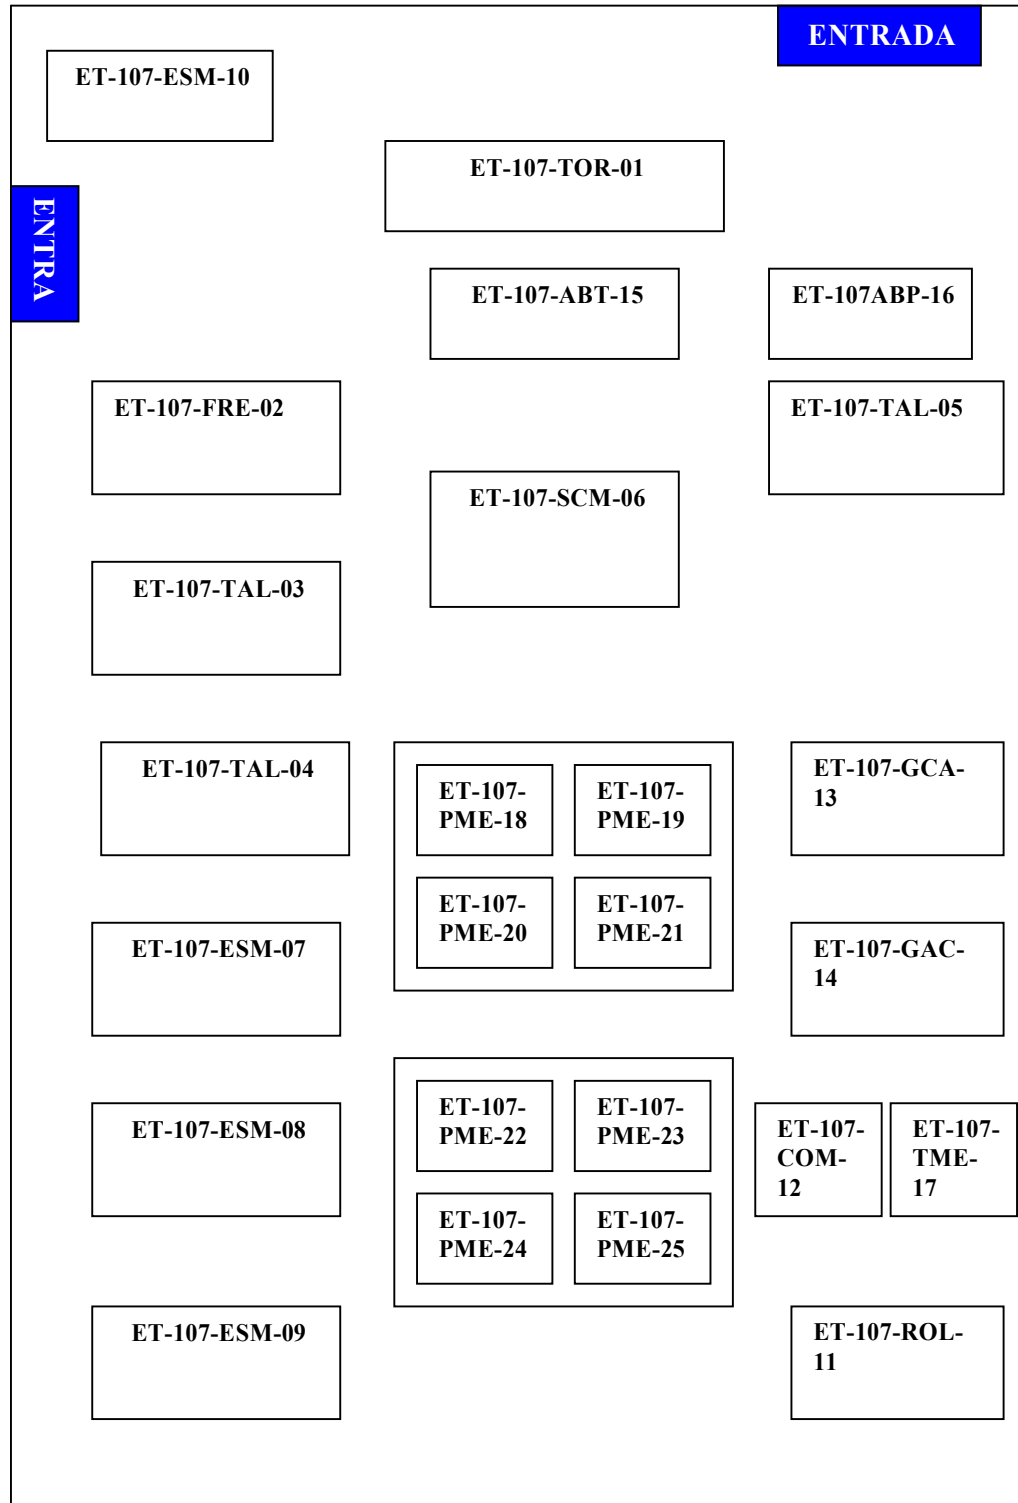 ENTRADA
ET-107-ESM-10
ET-107-TOR-01
ENTRA
ET-107-ABT-15
ET-107ABP-16
ET-107-FRE-02
ET-107-TAL-05
ET-107-SCM-06
ET-107-TAL-03
ET-107-TAL-04
ET-107-
PME-18
ET-107-
PME-19
ET-107-GCA-
13
ET-107-
PME-20
ET-107-
PME-21
ET-107-ESM-07
ET-107-GAC-
14
ET-107-
PME-22
ET-107-
PME-23
ET-107-ESM-08
ET-107-
COM-
12
ET-107-
TME-
17
ET-107-
PME-24
ET-107-
PME-25
ET-107-ESM-09
ET-107-ROL-
11